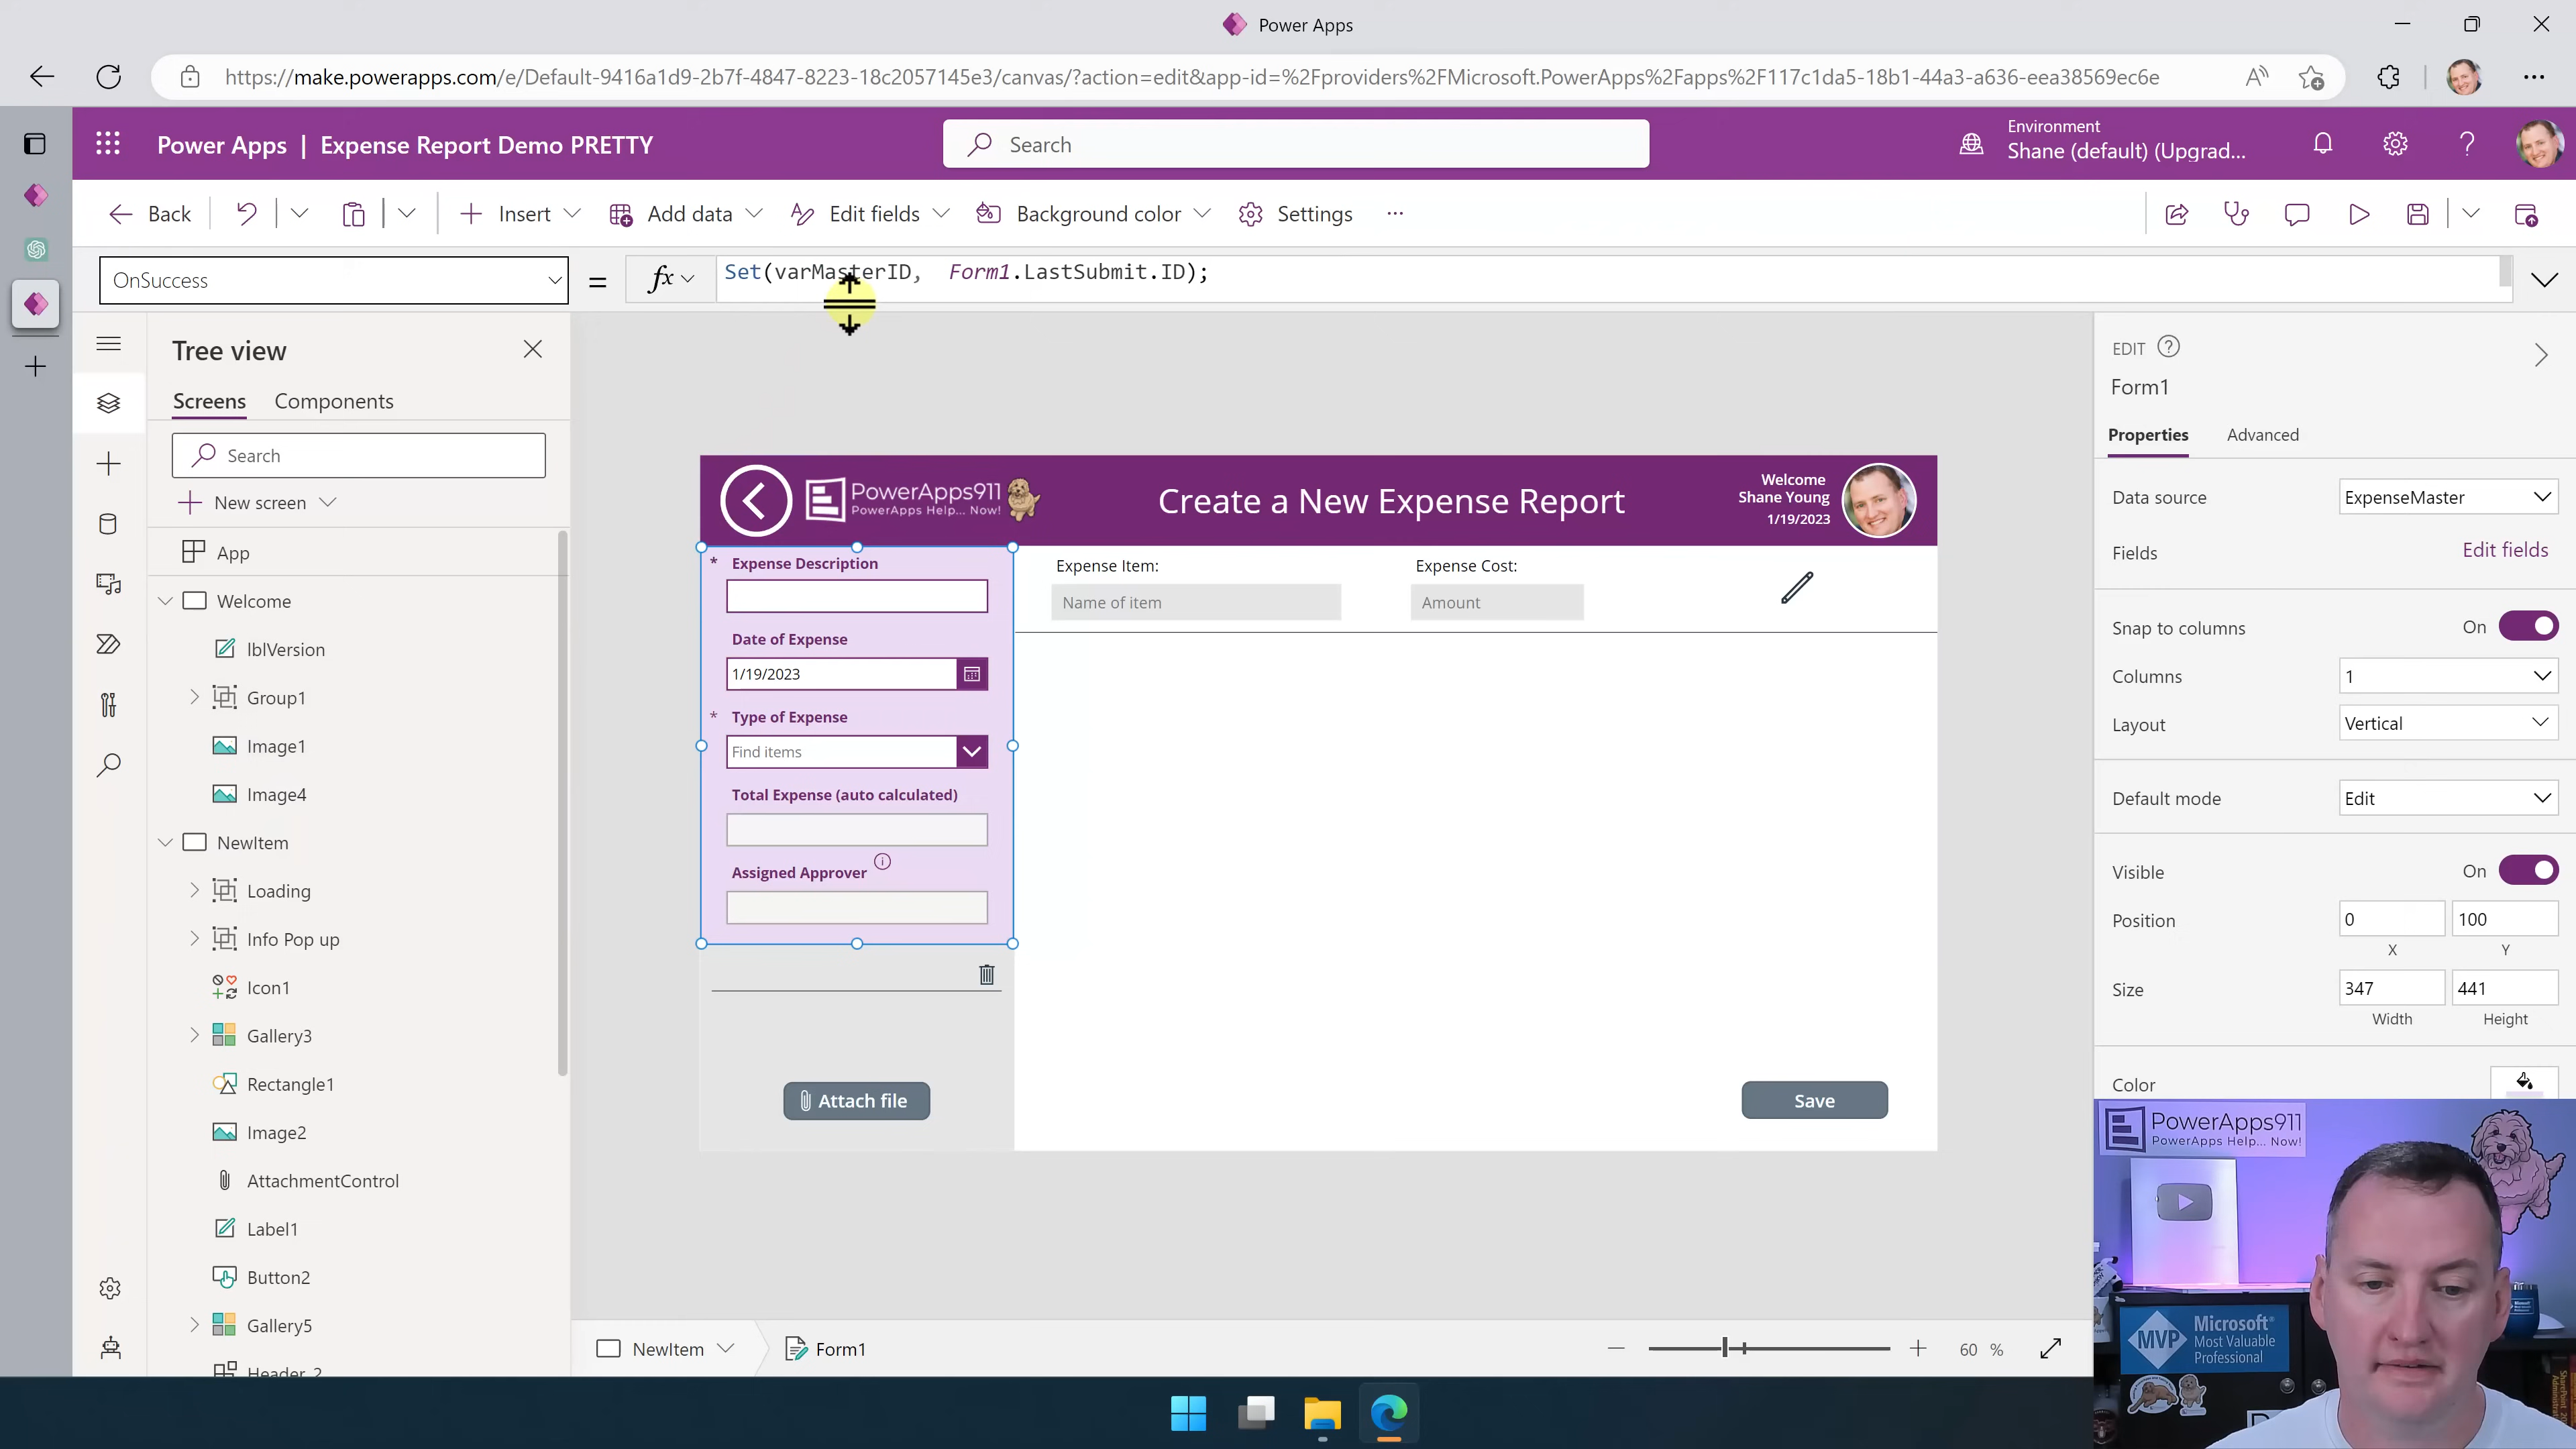 Power Apps
https://make.powerapps.com/e/Default-9416a1d9-2b7f-4847-8223-18c2057145e3/canvas/?action=edit&app-id=%2Fproviders%2FMicrosoft.PowerApps%2Fapps%2F117c1da5-18b1-44a3-a636-eea38569ec6e
Power Apps | Expense Report Demo PRETTY
Search
Environment
Shane (default) (Upgrad...
Back
Insert
Add data
Edit fields
Background color
Settings
OnSuccess
=
fx
Set(varMasterID, Form1.LastSubmit.ID);
Tree view
Screens
Components
Search
New screen
App
Welcome
lblVersion
Group1
Image1
Image4
NewItem
Loading
Info Pop up
Icon1
Gallery3
Rectangle1
Image2
AttachmentControl
Label1
Button2
Gallery5
Header_2
PowerApps911
PowerApps Help... Now!
Create a New Expense Report
Welcome
Shane Young
1/19/2023
* Expense Description
Date of Expense
1/19/2023
* Type of Expense
Find items
Total Expense (auto calculated)
Assigned Approver
Expense Item:
Name of item
Expense Cost:
Amount
Attach file
Save
NewItem
Form1
60 %
EDIT
Form1
Properties
Advanced
Data source
ExpenseMaster
Fields
Edit fields
Snap to columns
On
Columns
1
Layout
Vertical
Default mode
Edit
Visible
On
Position
0
100
X
Y
Size
347
441
Width
Height
Color
PowerApps911
PowerApps Help... Now!
MVP
Microsoft®
Most Valuable
Professional